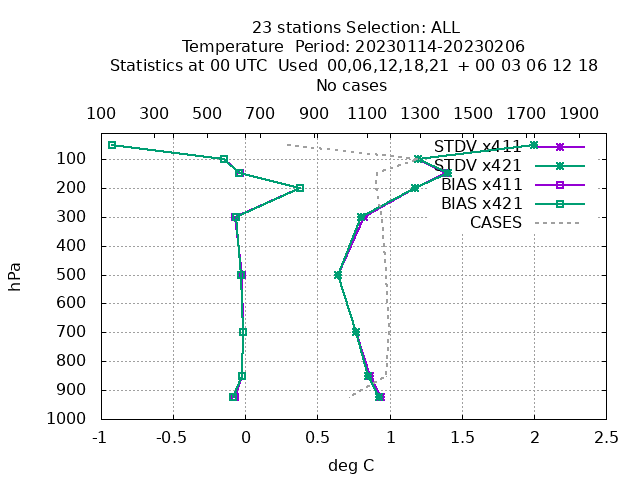 23 stations Selection: ALL
Temperature  Period: 20230114-20230206
Statistics at 00 UTC  Used  00,06,12,18,21  + 00 03 06 12 18
No cases
100 300 500 700 900 1100 1300 1500 1700 1900
STDV x411
STDV x421
BIAS x411
BIAS x421
CASES
100
200
300
400
500
600
700
800
900
1000
hPa
-1 -0.5 0 0.5 1 1.5 2 2.5
deg C